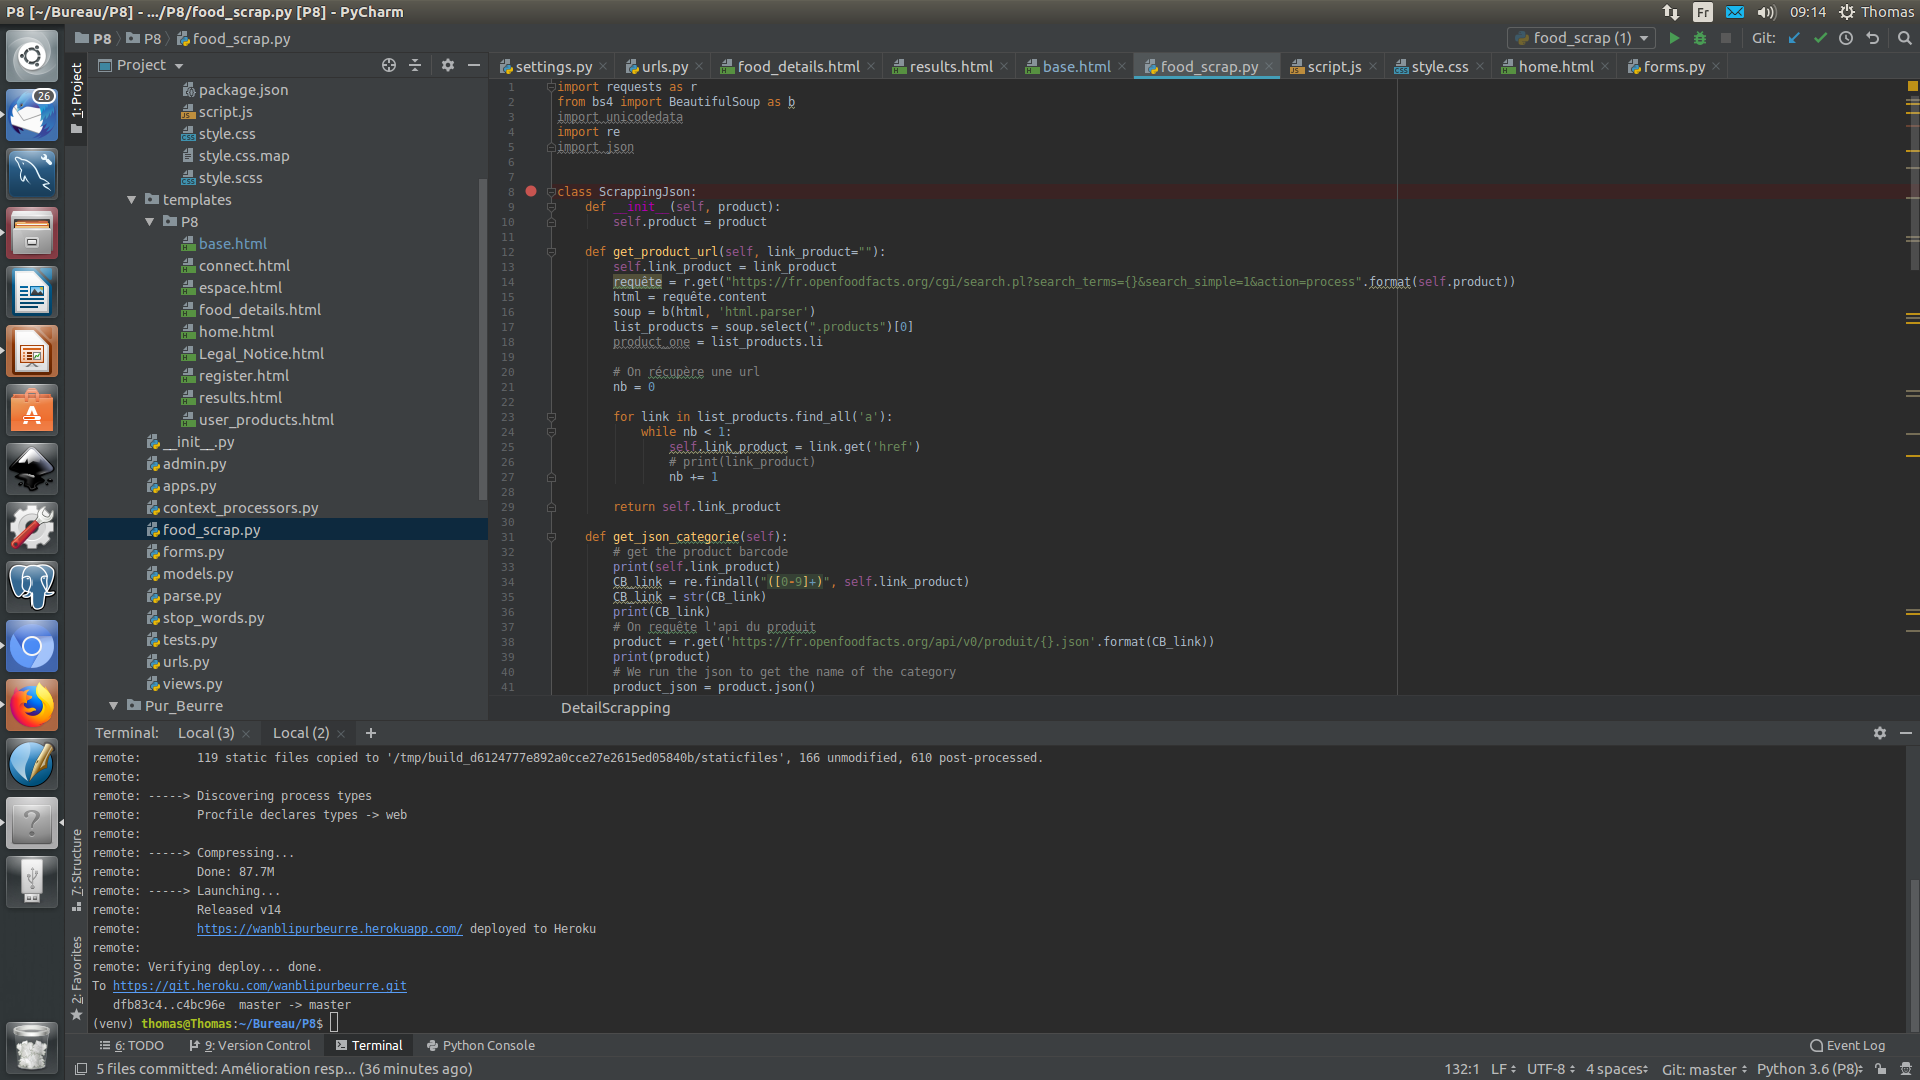 P8 [~/Bureau/P8] - .../P8/food_scrap.py [P8] - PyCharm
Fr
09:14
Thomas
P8
P8
food_scrap.py
food_scrap (1)
Git:
Project
settings.py
urls.py
food_details.html
results.html
base.html
food_scrap.py
script.js
style.css
home.html
forms.py
1: Project
26
package.json
script.js
style.css
style.css.map
style.scss
templates
P8
base.html
connect.html
espace.html
food_details.html
home.html
Legal_Notice.html
register.html
results.html
user_products.html
__init__.py
admin.py
apps.py
context_processors.py
food_scrap.py
forms.py
models.py
parse.py
stop_words.py
tests.py
urls.py
views.py
Pur_Beurre
1 import requests as r
2 from bs4 import BeautifulSoup as b
3 import unicodedata
4 import re
5 import json
6
7
8 class ScrappingJson:
9 def __init__(self, product):
10 self.product = product
11
12 def get_product_url(self, link_product=""):
13 self.link_product = link_product
14 requête = r.get("https://fr.openfoodfacts.org/cgi/search.pl?search_terms={}&search_simple=1&action=process".format(self.product))
15 html = requête.content
16 soup = b(html, 'html.parser')
17 list_products = soup.select(".products")[0]
18 product_one = list_products.li
19
20 # On récupère une url
21 nb = 0
22
23 for link in list_products.find_all('a'):
24 while nb < 1:
25 self.link_product = link.get('href')
26 # print(link_product)
27 nb += 1
28
29 return self.link_product
30
31 def get_json_categorie(self):
32 # get the product barcode
33 print(self.link_product)
34 CB_link = re.findall("([0-9]+)", self.link_product)
35 CB_link = str(CB_link)
36 print(CB_link)
37 # On requête l'api du produit
38 product = r.get('https://fr.openfoodfacts.org/api/v0/produit/{}.json'.format(CB_link))
39 print(product)
40 # We run the json to get the name of the category
41 product_json = product.json()
DetailScrapping
Terminal:
Local (3)
Local (2)
+
remote: 119 static files copied to '/tmp/build_d6124777e892a0cce27e2615ed05840b/staticfiles', 166 unmodified, 610 post-processed.
remote:
remote: -----> Discovering process types
remote: Procfile declares types -> web
remote:
remote: -----> Compressing...
remote: Done: 87.7M
remote: -----> Launching...
remote: Released v14
remote: https://wanblipurbeurre.herokuapp.com/ deployed to Heroku
remote:
remote: Verifying deploy... done.
To https://git.heroku.com/wanblipurbeurre.git
dfb83c4..c4bc96e master -> master
(venv) thomas@Thomas:~/Bureau/P8$
7: Structure
2: Favorites
6: TODO
9: Version Control
Terminal
Python Console
Event Log
5 files committed: Amélioration resp... (36 minutes ago)
132:1
LF
UTF-8
4 spaces
Git: master
Python 3.6 (P8)